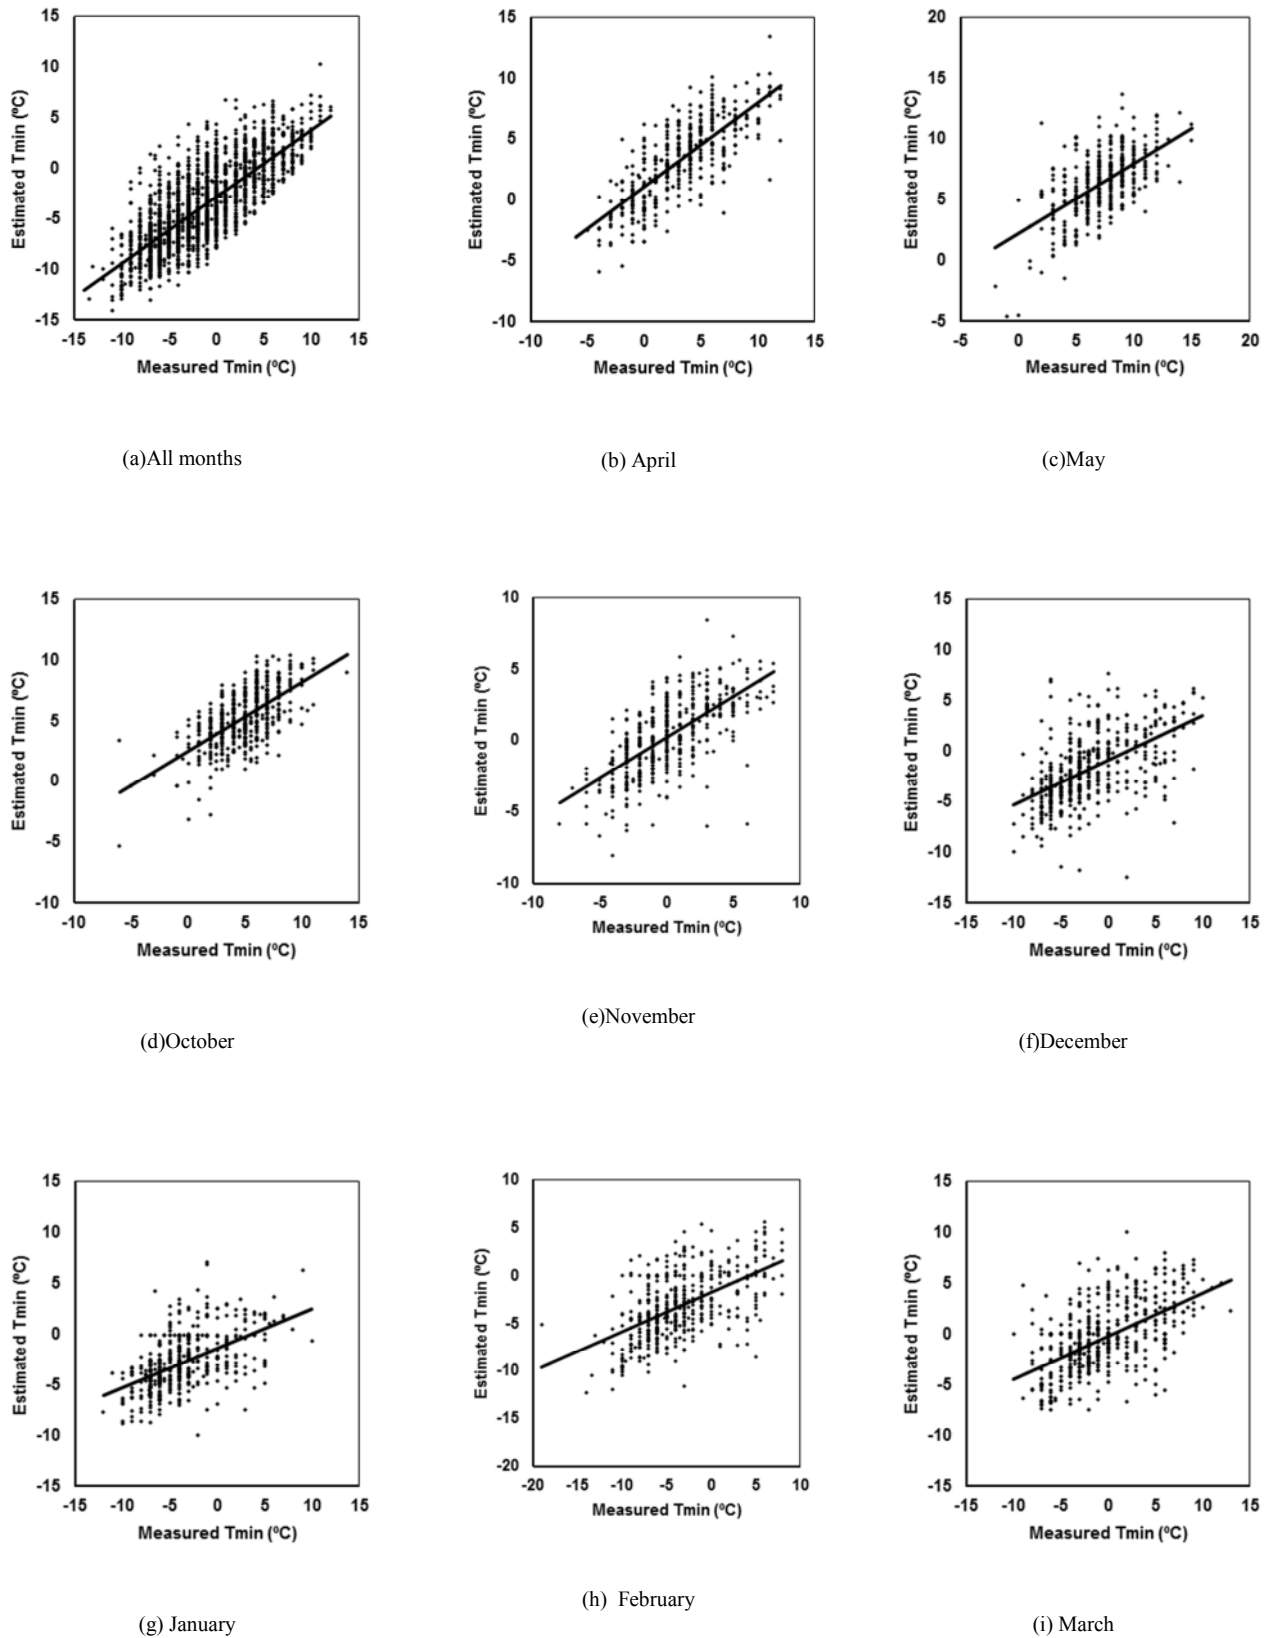 15
10
5
0
-5
-10
-15
-15 -10 -5 0 5 10 15
Estimated Tmin (ºC)
Measured Tmin (ºC)
(a)All months
15
10
5
0
-5
-10
-10 -5 0 5 10 15
Estimated Tmin (ºC)
Measured Tmin (ºC)
(b) April
20
15
10
5
0
-5
-5 0 5 10 15 20
Estimated Tmin (ºC)
Measured Tmin (ºC)
(c)May
15
10
5
0
-5
-10
-10 -5 0 5 10 15
Estimated Tmin (ºC)
Measured Tmin (ºC)
(d)October
10
5
0
-5
-10
-10 -5 0 5 10
Estimated Tmin (ºC)
Measured Tmin (ºC)
(e)November
15
10
5
0
-5
-10
-15
-15 -10 -5 0 5 10 15
Estimated Tmin (ºC)
Measured Tmin (ºC)
(f)December
15
10
5
0
-5
-10
-15
-15 -10 -5 0 5 10 15
Estimated Tmin (ºC)
Measured Tmin (ºC)
(g) January
10
5
0
-5
-10
-15
-20
-20 -15 -10 -5 0 5 10
Estimated Tmin (ºC)
Measured Tmin (ºC)
(h) February
15
10
5
0
-5
-10
-15
-15 -10 -5 0 5 10 15
Estimated Tmin (ºC)
Measured Tmin (ºC)
(i) March